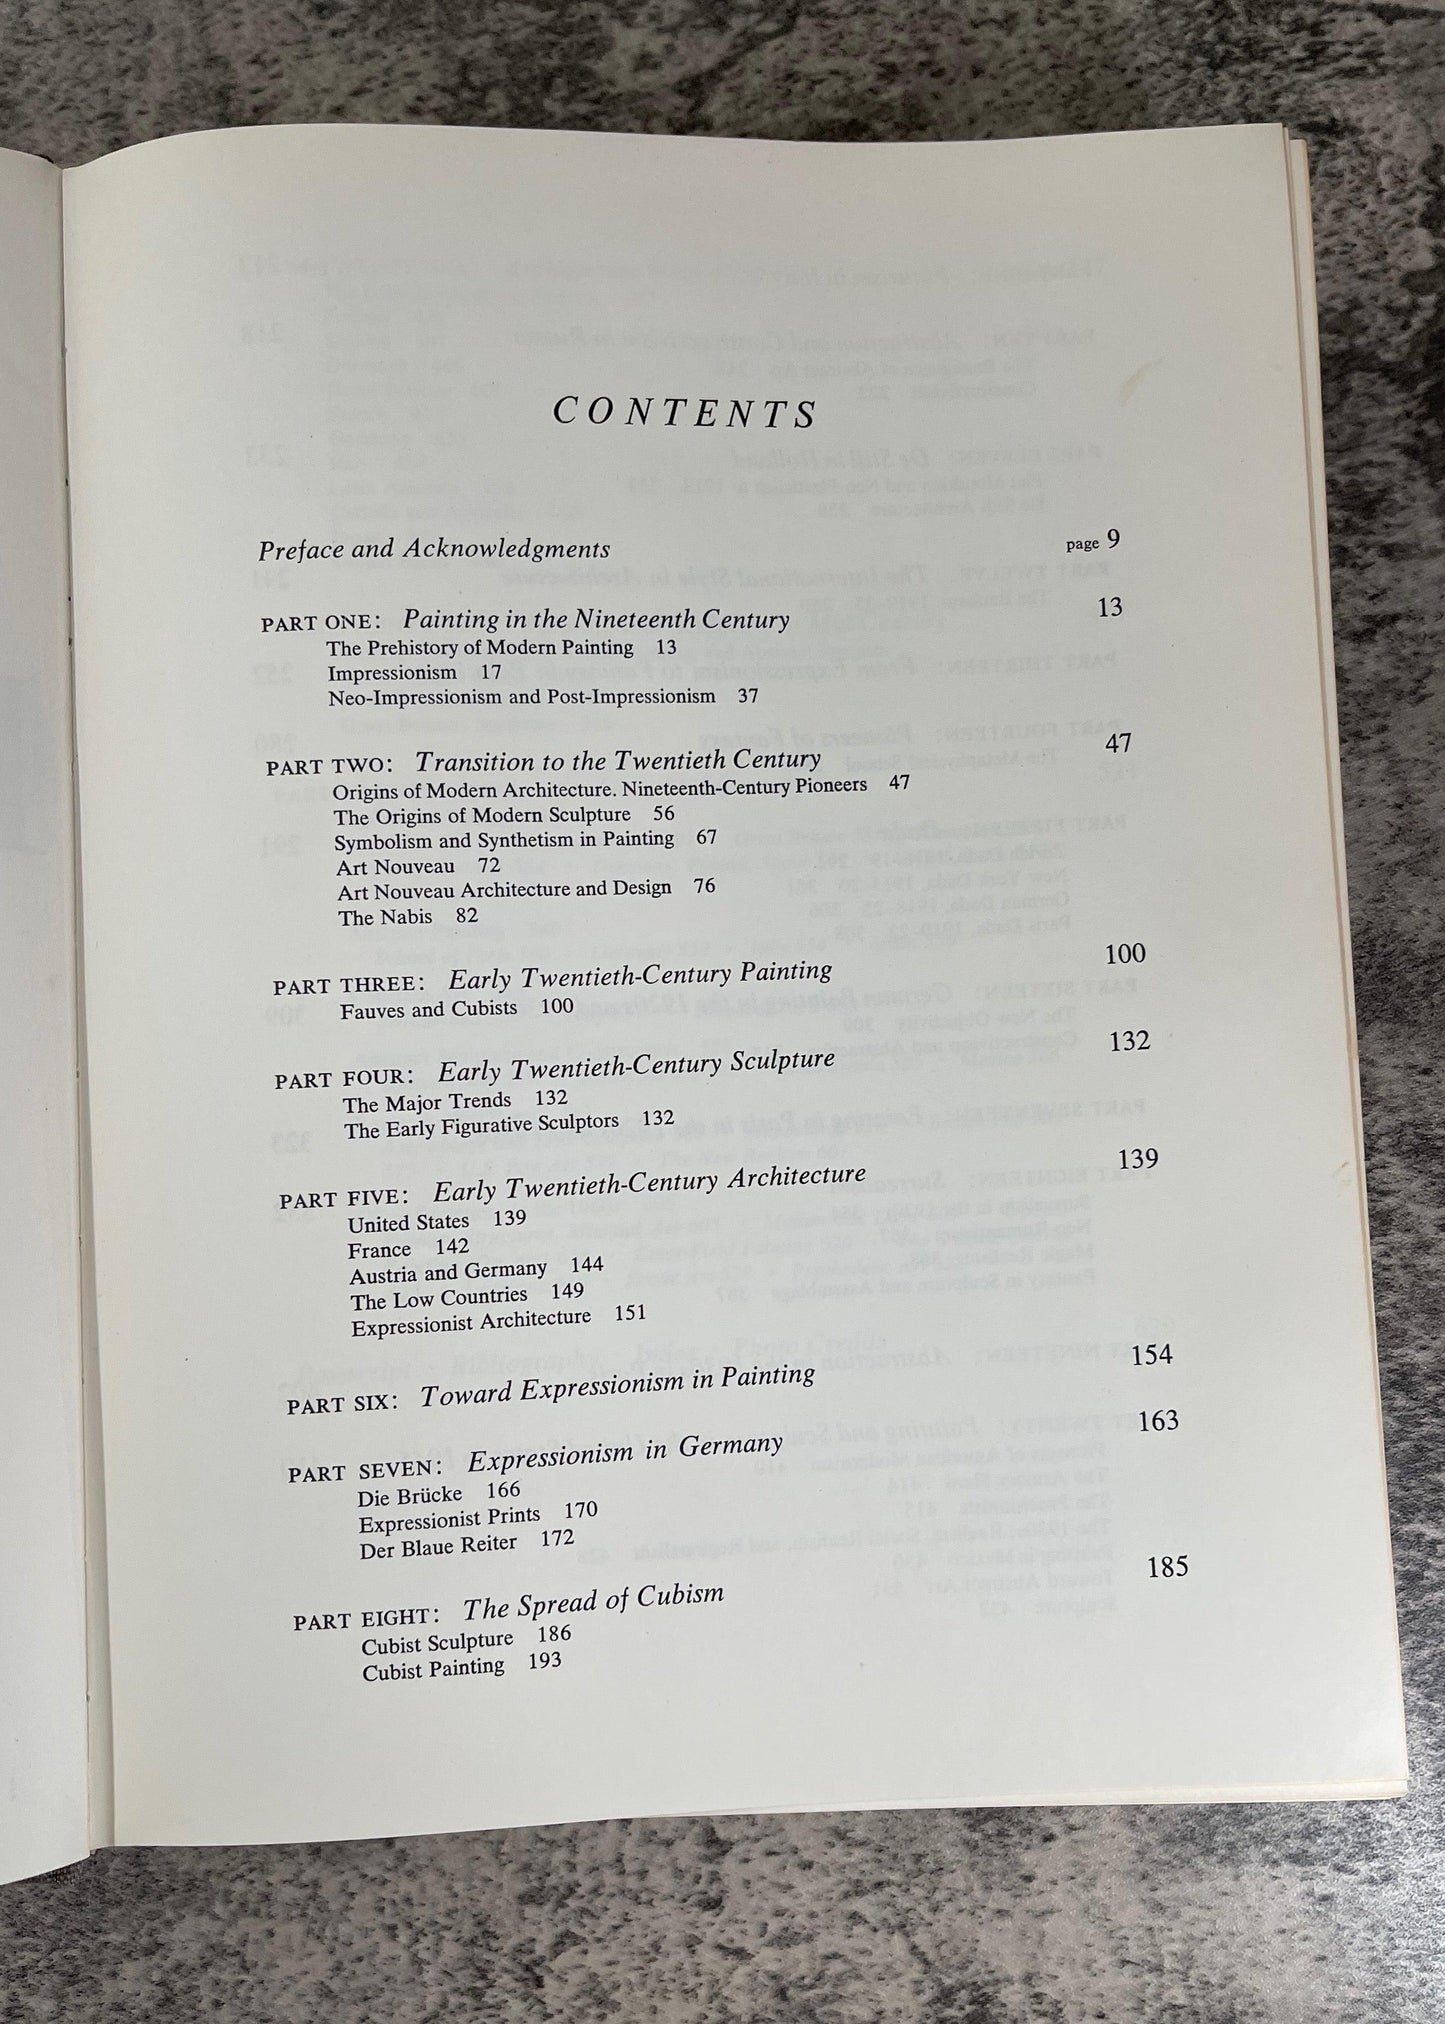 CONTENTS
Preface and Acknowledgments page 9
PART ONE: Painting in the Nineteenth Century 13
The Prehistory of Modern Painting 13
Impressionism 17
Neo-Impressionism and Post-Impressionism 37
PART TWO: Transition to the Twentieth Century 47
Origins of Modern Architecture. Nineteenth-Century Pioneers 47
The Origins of Modern Sculpture 56
Symbolism and Synthetism in Painting 67
Art Nouveau 72
Art Nouveau Architecture and Design 76
The Nabis 82
PART THREE: Early Twentieth-Century Painting 100
Fauves and Cubists 100
PART FOUR: Early Twentieth-Century Sculpture 132
The Major Trends 132
The Early Figurative Sculptors 132
PART FIVE: Early Twentieth-Century Architecture 139
United States 139
France 142
Austria and Germany 144
The Low Countries 149
Expressionist Architecture 151
PART SIX: Toward Expressionism in Painting 154
PART SEVEN: Expressionism in Germany 163
Die Brücke 166
Expressionist Prints 170
Der Blaue Reiter 172
PART EIGHT: The Spread of Cubism 185
Cubist Sculpture 186
Cubist Painting 193